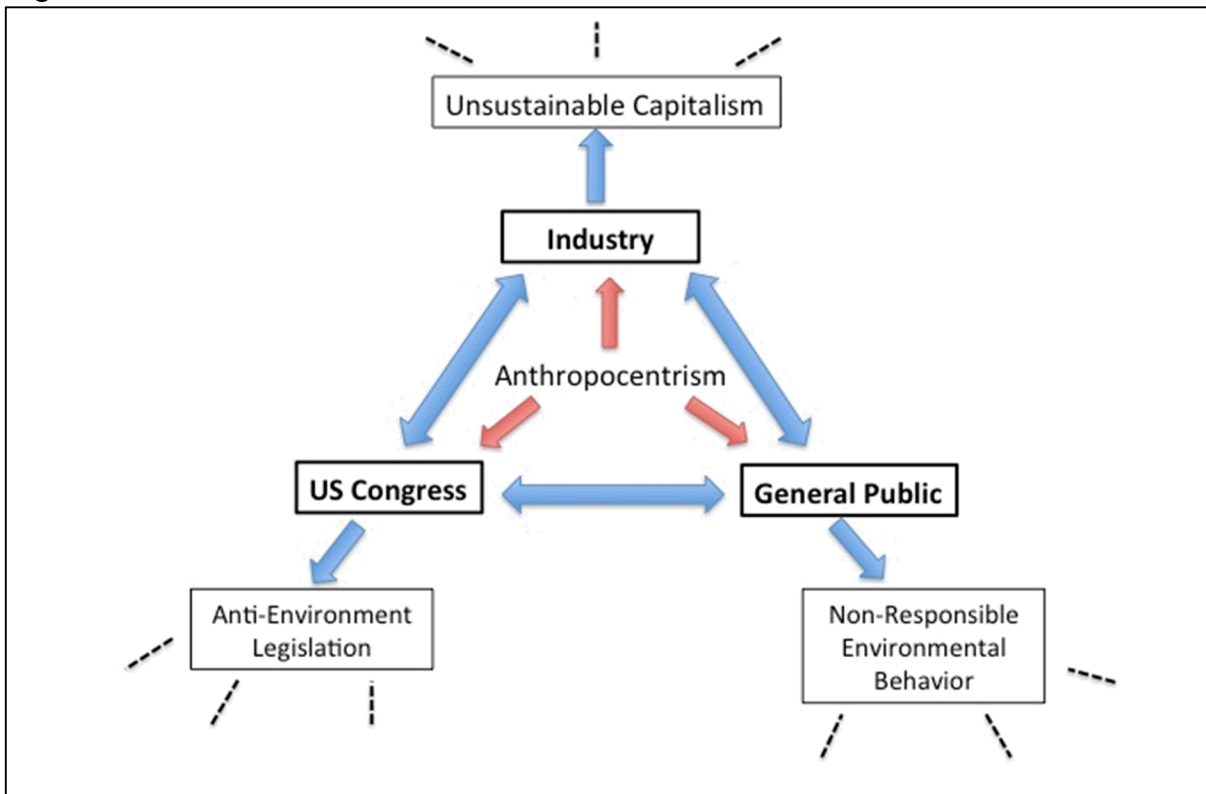 Unsustainable Capitalism
Industry
Anthropocentrism
US Congress
General Public
Anti-Environment
Legislation
Non-Responsible
Environmental
Behavior